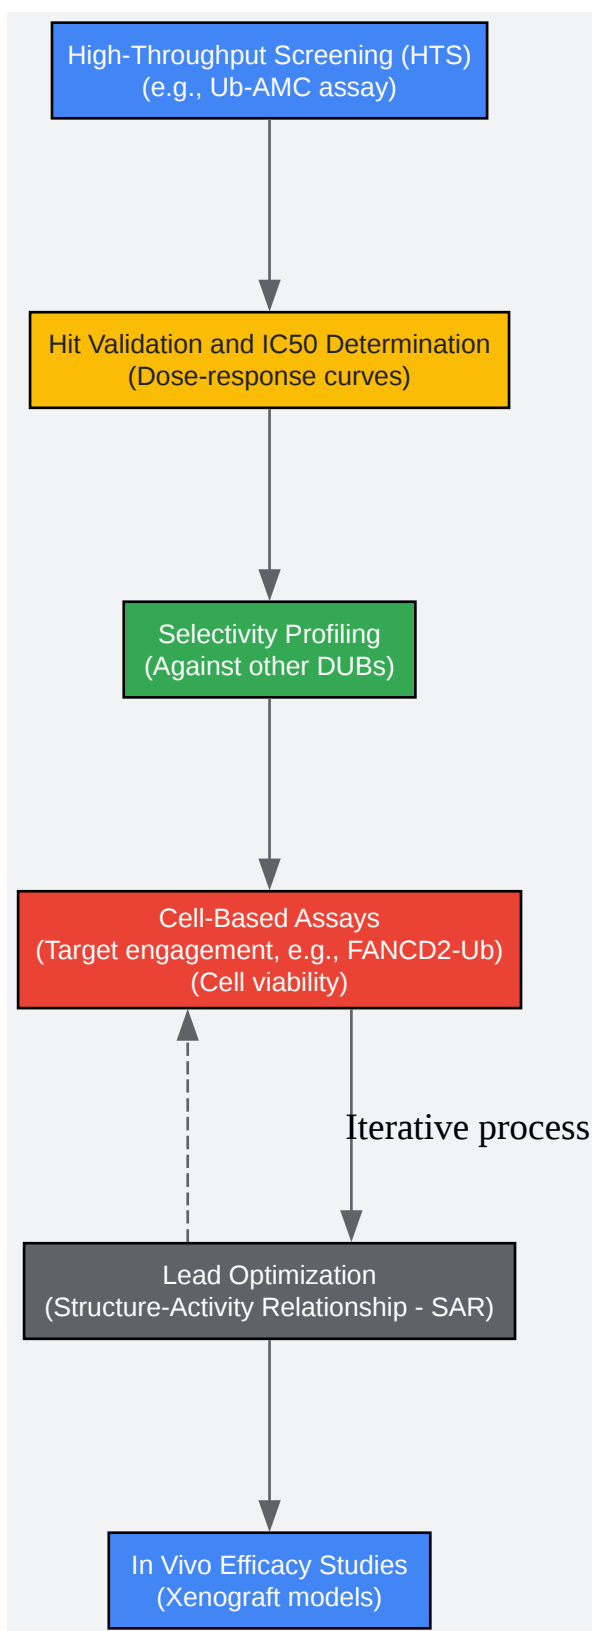 High-Throughput Screening (HTS)
(e.g., Ub-AMC assay)
Hit Validation and IC50 Determination
(Dose-response curves)
Selectivity Profiling
(Against other DUBs)
Cell-Based Assays
(Target engagement, e.g., FANCD2-Ub)
(Cell viability)
Iterative process
Lead Optimization
(Structure-Activity Relationship - SAR)
In Vivo Efficacy Studies
(Xenograft models)